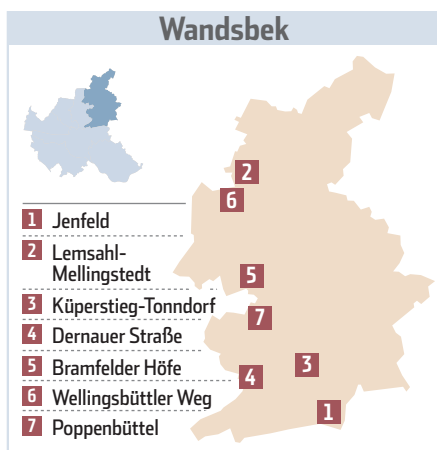 Wandsbek
1 Jenfeld
2 Lemsahl-
Mellingstedt
3 Küperstieg-Tonndorf
4 Dernauer Straße
5 Bramfelder Höfe
6 Wellingsbüttler Weg
7 Poppenbüttel
2
6
5
7
3
4
1